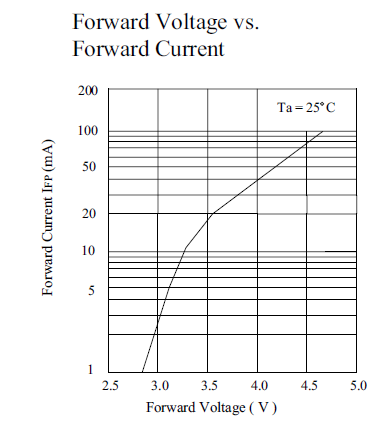 Forward Voltage vs.
Forward Current
200
Ta = 25°C
100
50
20
10
5
1
Forward Current IFP (mA)
2.5 3.0 3.5 4.0 4.5 5.0
Forward Voltage ( V )